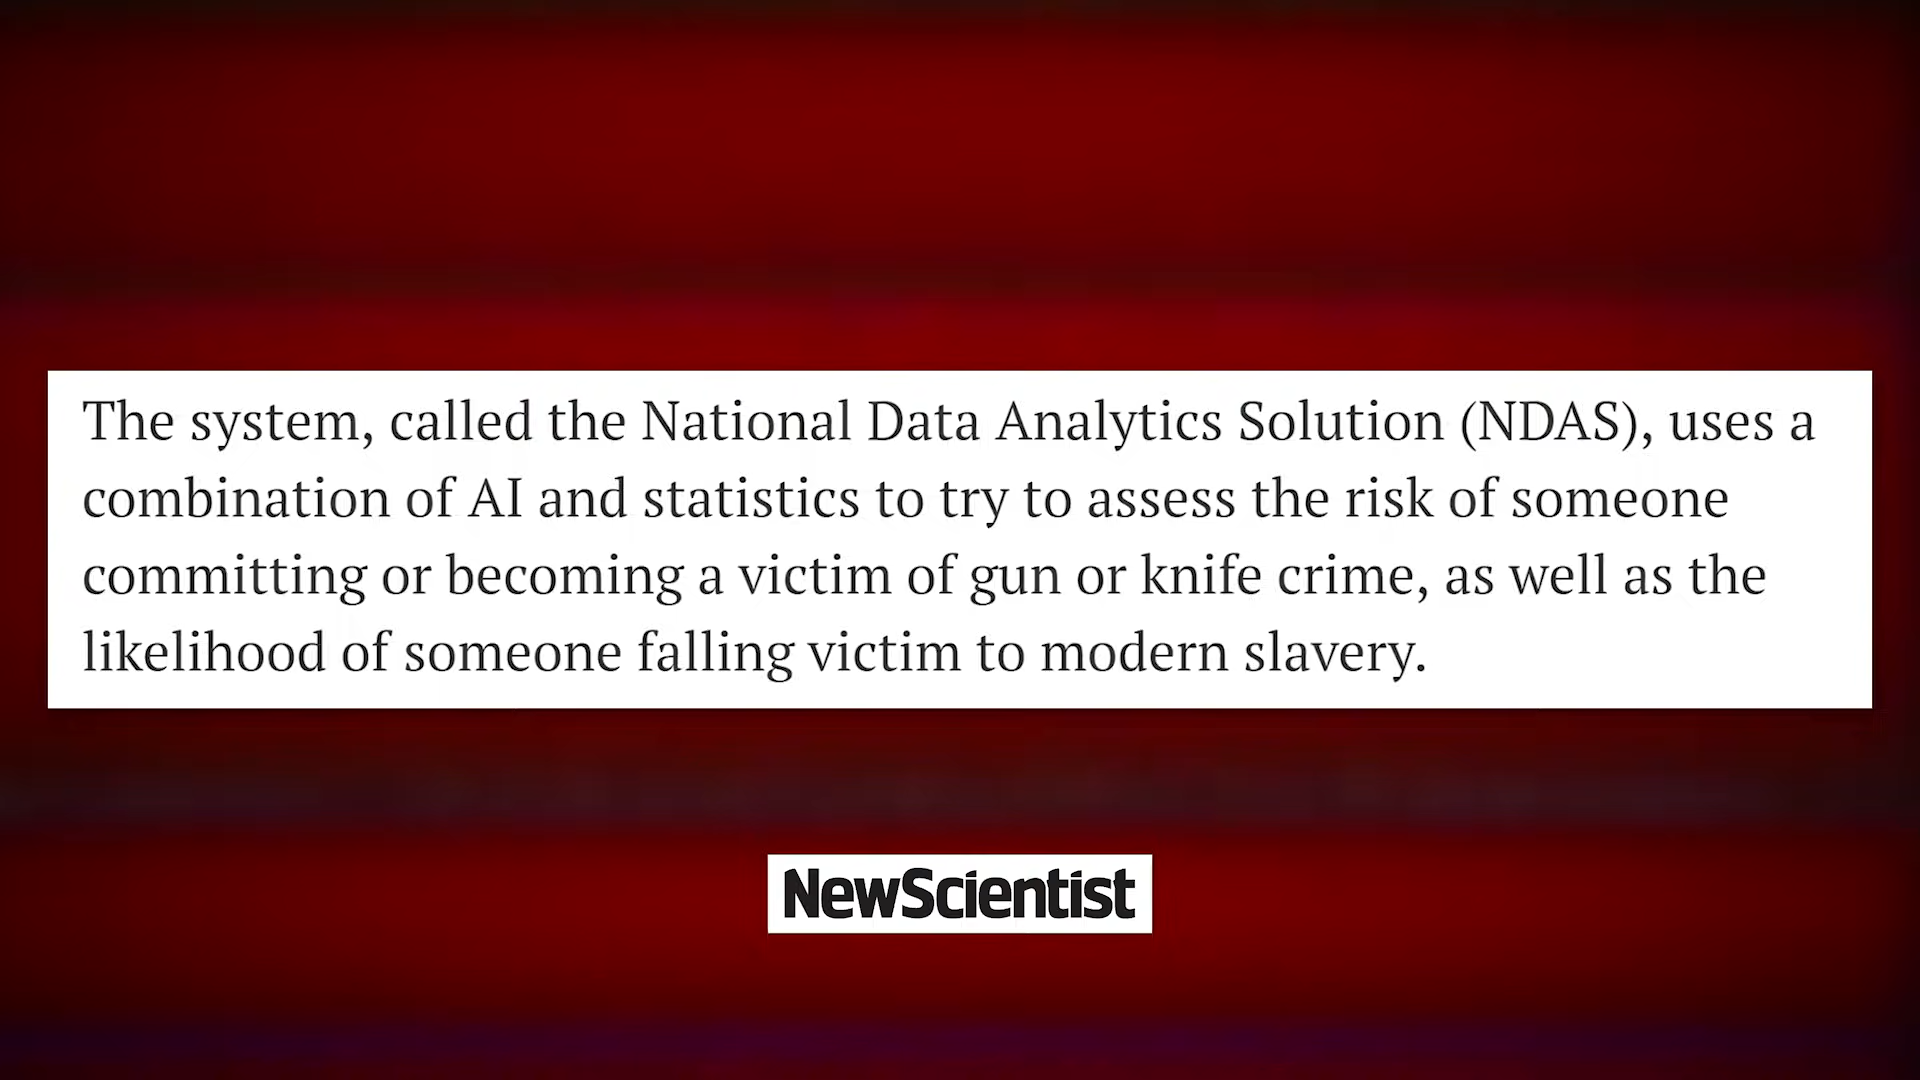 The system, called the National Data Analytics Solution (NDAS), uses a
combination of AI and statistics to try to assess the risk of someone
committing or becoming a victim of gun or knife crime, as well as the
likelihood of someone falling victim to modern slavery.
NewScientist